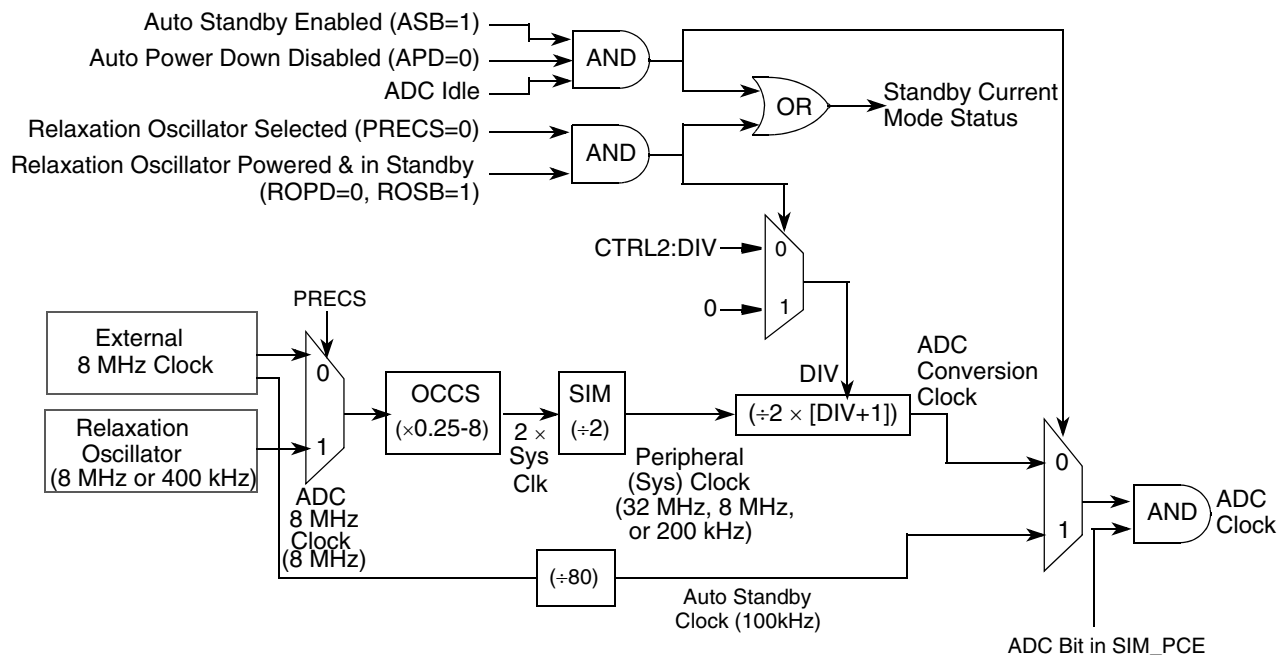 Auto Standby Enabled (ASB=1)
Auto Power Down Disabled (APD=0)
ADC Idle
AND
OR
Standby Current
Mode Status
Relaxation Oscillator Selected (PRECS=0)
Relaxation Oscillator Powered & in Standby
(ROPD=0, ROSB=1)
AND
CTRL2:DIV
0
0
1
PRECS
External
8 MHz Clock
Relaxation
Oscillator
(8 MHz or 400 kHz)
0
1
ADC
8 MHz
Clock
(8 MHz)
OCCS
(×0.25-8)
2 ×
Sys
Clk
SIM
(÷2)
Peripheral
(Sys) Clock
(32 MHz, 8 MHz,
or 200 kHz)
DIV
(÷2 × [DIV+1])
ADC
Conversion
Clock
0
1
AND
ADC
Clock
(÷80)
Auto Standby
Clock (100kHz)
ADC Bit in SIM_PCE